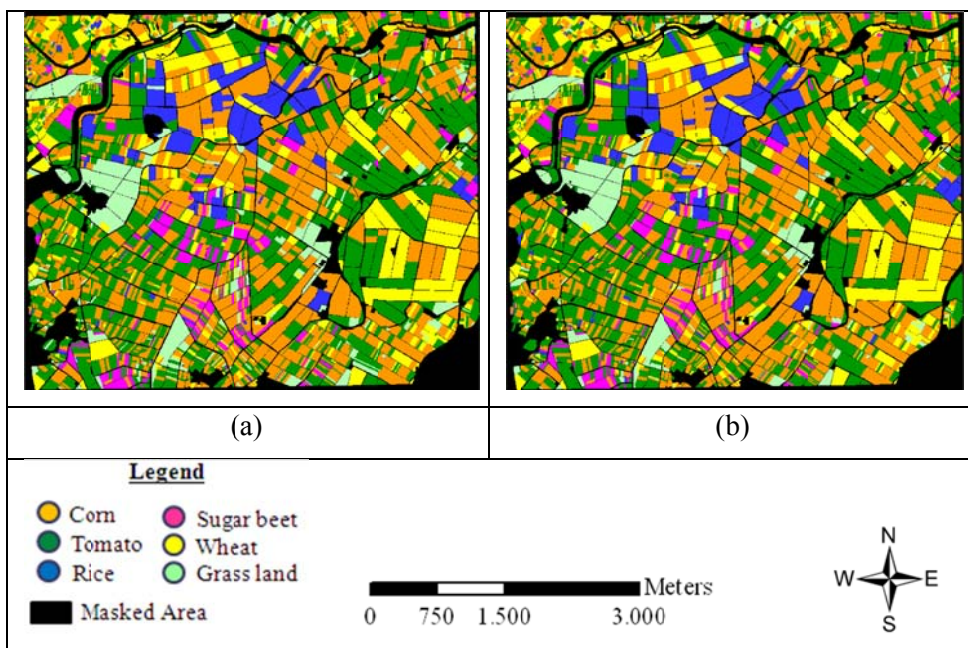 (a) (b)
Legend
Corn Sugar beet
Tomato Wheat
Rice Grass land
Masked Area
Meters
0 750 1.500 3.000
N
W E
S